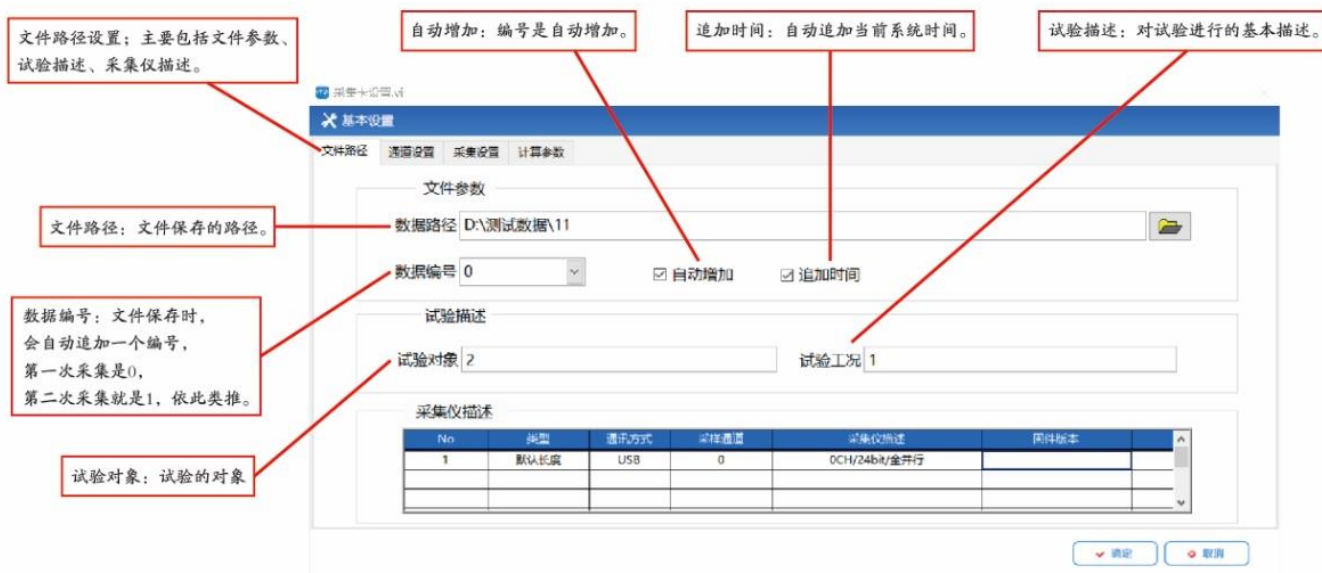 文件路径设置；主要包括文件参数、
试验描述、采集仪描述。
自动增加：编号是自动增加。
追加时间：自动追加当前系统时间。
试验描述：对试验进行的基本描述。
采集卡设置.vi
基本设置
文件路径 通道设置 采集设置 计算参数
文件参数
文件路径：文件保存的路径。
数据路径 D:\测试数据\11
数据编号 0 自动增加 追加时间
数据编号：文件保存时，
会自动追加一个编号，
第一次采集是0，
第二次采集就是1，依此类推。
试验描述
试验对象 2 试验工况 1
采集仪描述
No 类型 通讯方式 采样通道 采集仪描述 固件版本
1 默认长度 USB 0 0CH/24bit/全并行
试验对象：试验的对象
确定 取消